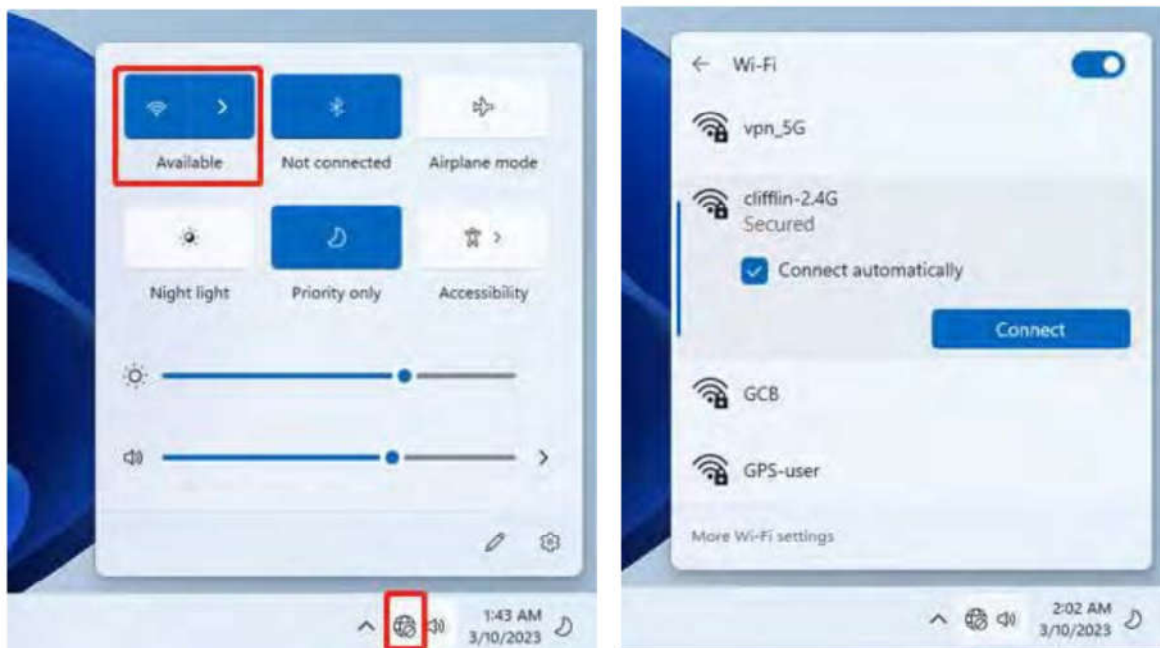 Available
Not connected
Airplane mode
Night light
Priority only
Accessibility
1:43 AM
3/10/2023
Wi-Fi
vpn_5G
clifflin-2.4G
Secured
Connect automatically
Connect
GCB
GPS-user
More Wi-Fi settings
2:02 AM
3/10/2023